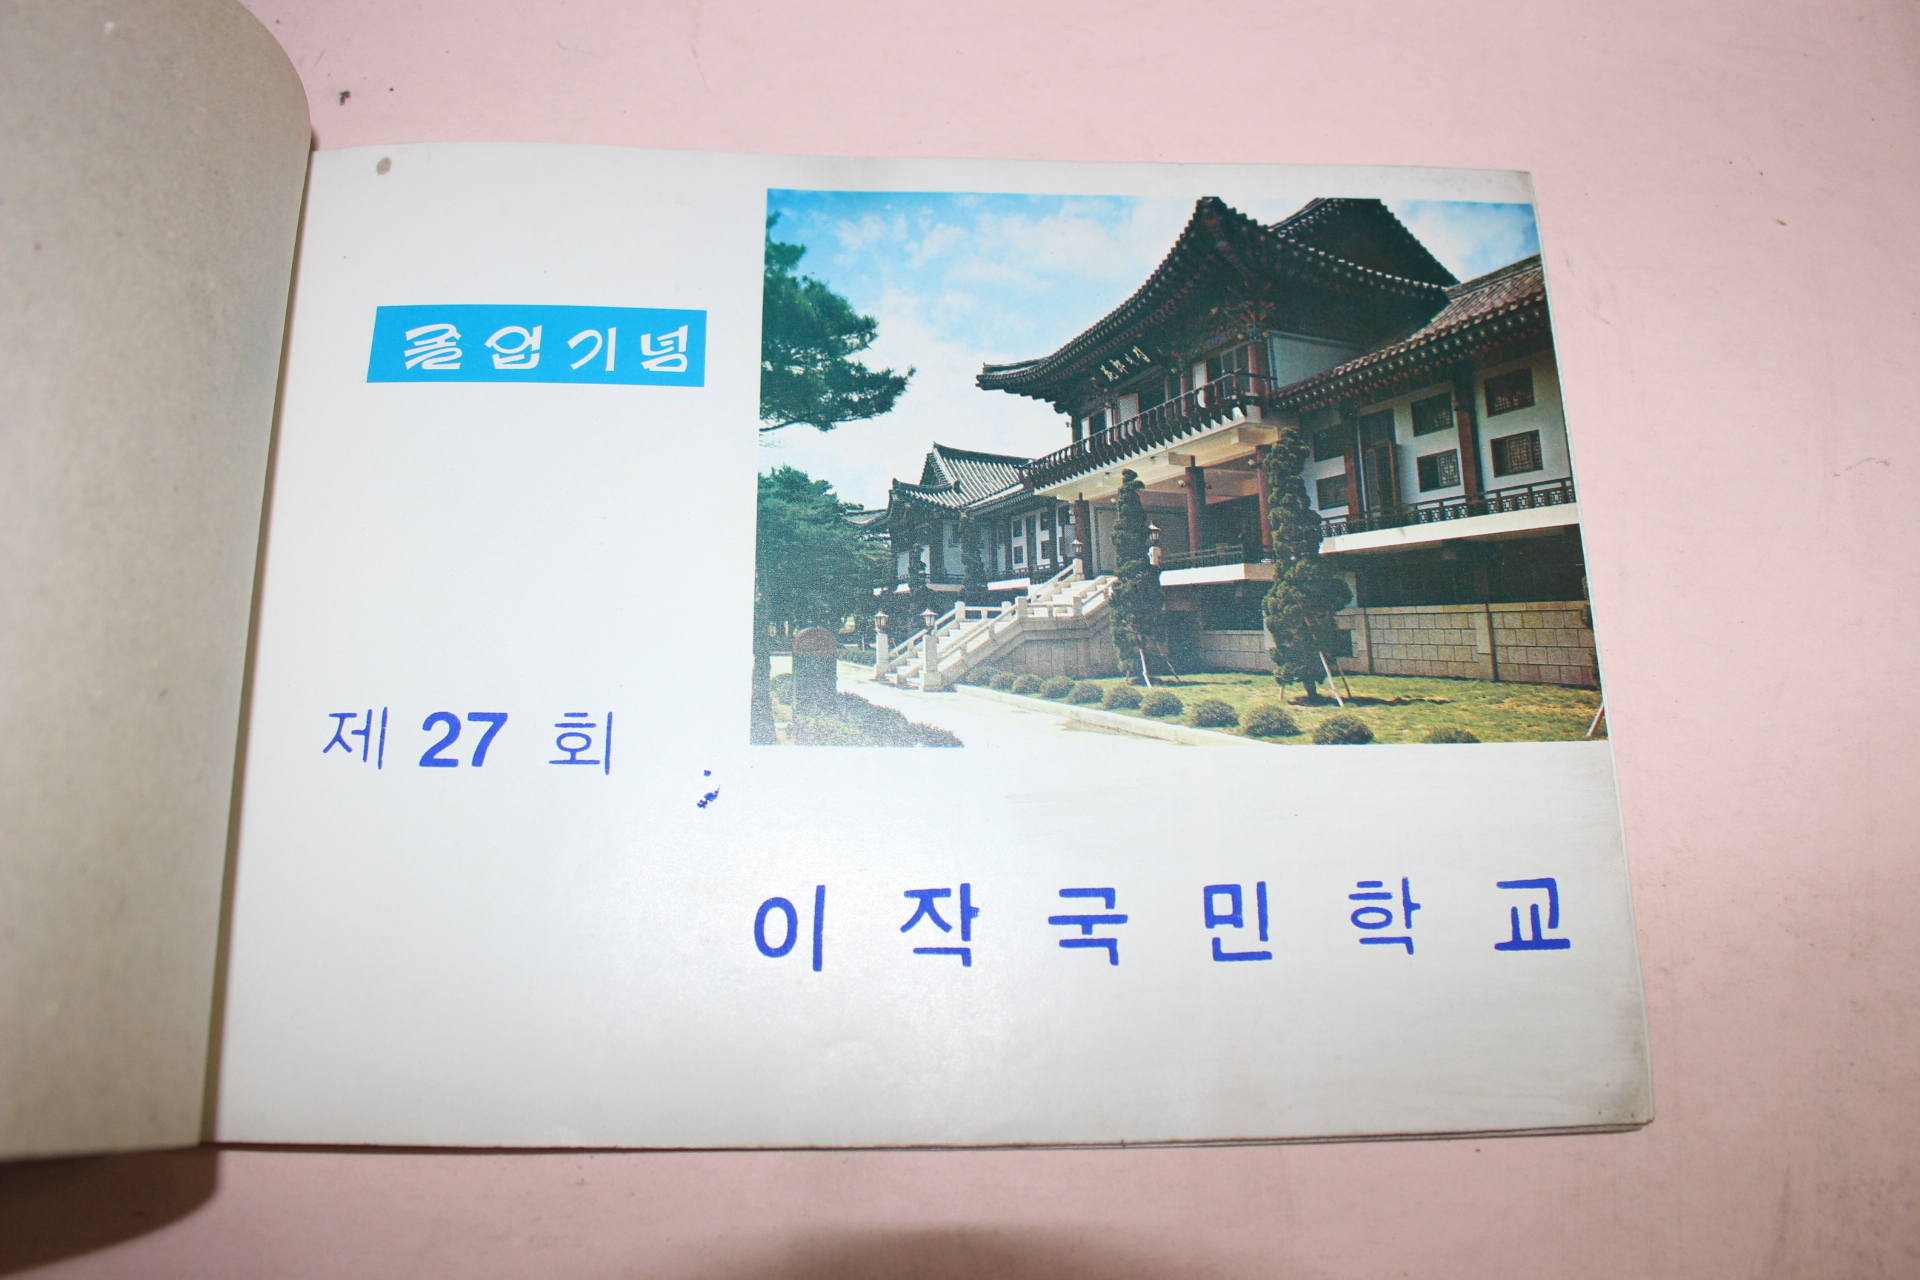 졸업기념
제 27 회
이작국민학교